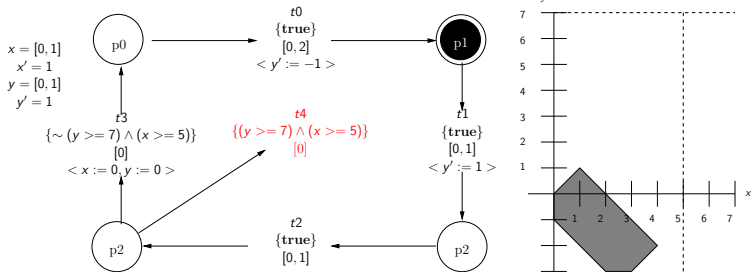 x = [0, 1]
x′ = 1
y = [0, 1]
y′ = 1
p0
t0
{true}
[0, 2]
< y′ := −1 >
p1
t3
{∼ (y >= 7) ∧ (x >= 5)}
[0]
< x := 0, y := 0 >
t4
{(y >= 7) ∧ (x >= 5)}
[0]
t1
{true}
[0, 1]
< y′ := 1 >
p2
t2
{true}
[0, 1]
p2
7
6
5
4
3
2
1
1 2 3 4 5 6 7
x